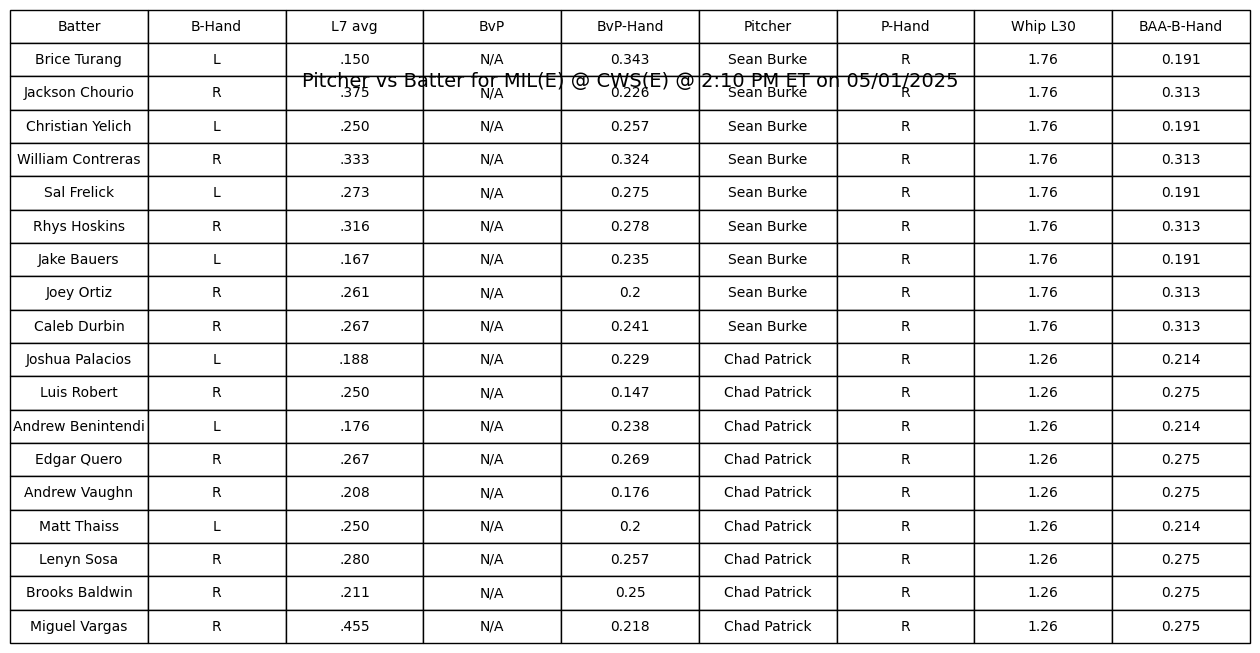 Batter B-Hand L7 avg BvP BvP-Hand Pitcher P-Hand Whip L30 BAA-B-Hand
Brice Turang L .150 N/A 0.343 Sean Burke R 1.76 0.191
Pitcher vs Batter for MIL(E) @ CWS(E) @ 2:10 PM ET on 05/01/2025
Jackson Chourio R .375 N/A 0.226 Sean Burke R 1.76 0.313
Christian Yelich L .250 N/A 0.257 Sean Burke R 1.76 0.191
William Contreras R .333 N/A 0.324 Sean Burke R 1.76 0.313
Sal Frelick L .273 N/A 0.275 Sean Burke R 1.76 0.191
Rhys Hoskins R .316 N/A 0.278 Sean Burke R 1.76 0.313
Jake Bauers L .167 N/A 0.235 Sean Burke R 1.76 0.191
Joey Ortiz R .261 N/A 0.2 Sean Burke R 1.76 0.313
Caleb Durbin R .267 N/A 0.241 Sean Burke R 1.76 0.313
Joshua Palacios L .188 N/A 0.229 Chad Patrick R 1.26 0.214
Luis Robert R .250 N/A 0.147 Chad Patrick R 1.26 0.275
Andrew Benintendi L .176 N/A 0.238 Chad Patrick R 1.26 0.214
Edgar Quero R .267 N/A 0.269 Chad Patrick R 1.26 0.275
Andrew Vaughn R .208 N/A 0.176 Chad Patrick R 1.26 0.275
Matt Thaiss L .250 N/A 0.2 Chad Patrick R 1.26 0.214
Lenyn Sosa R .280 N/A 0.257 Chad Patrick R 1.26 0.275
Brooks Baldwin R .211 N/A 0.25 Chad Patrick R 1.26 0.275
Miguel Vargas R .455 N/A 0.218 Chad Patrick R 1.26 0.275